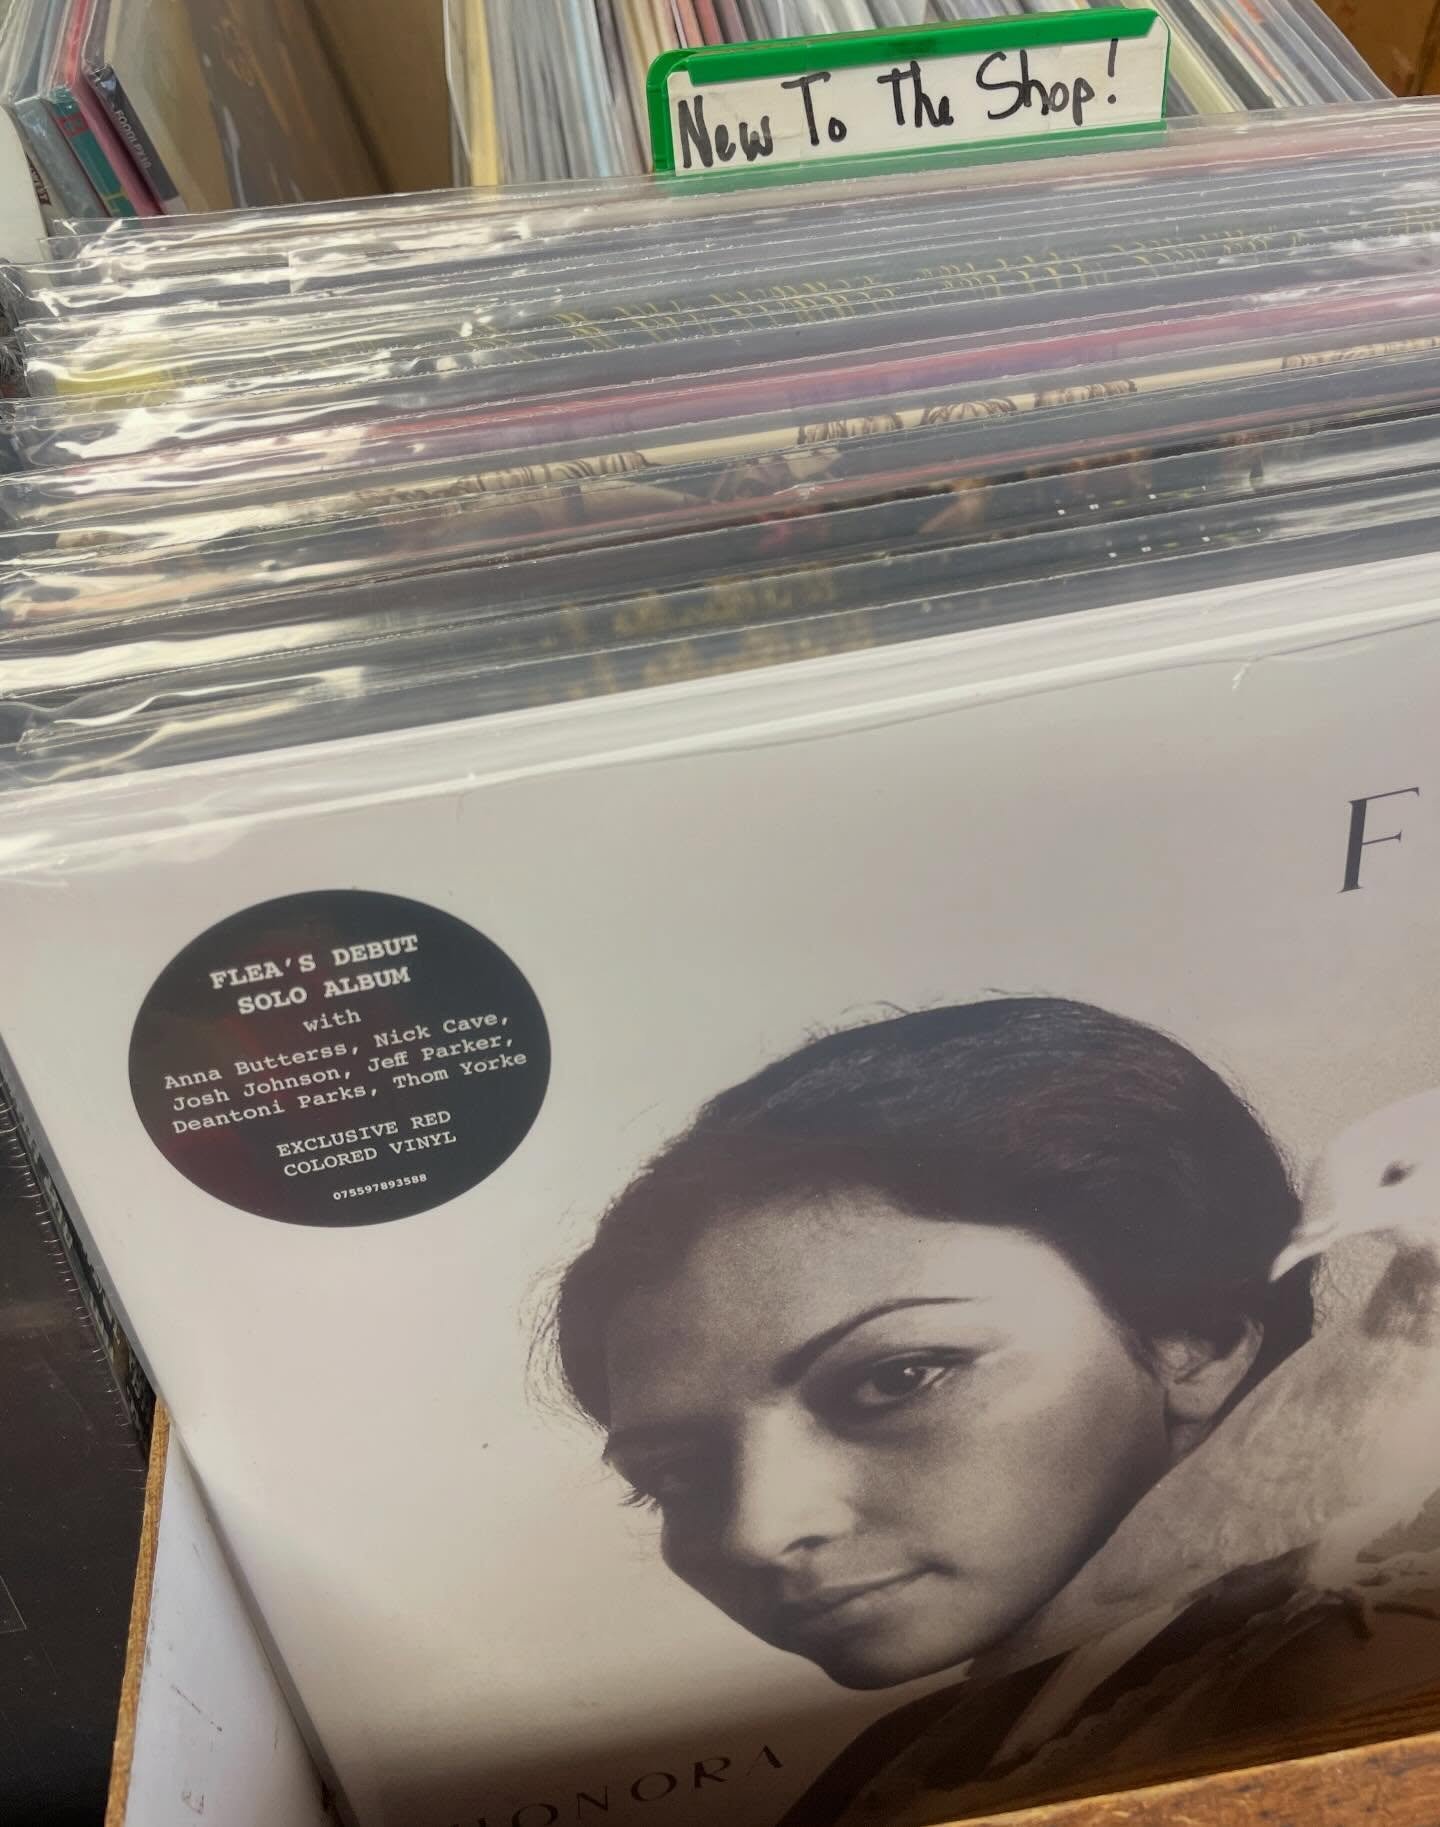 New To The Shop!
F
FLEA'S DEBUT
SOLO ALBUM
with
Anna Butterss, Nick Cave,
Josh Johnson, Jeff Parker,
Deantoni Parks, Thom Yorke
EXCLUSIVE RED
COLORED VINYL
075597893588
HONORA